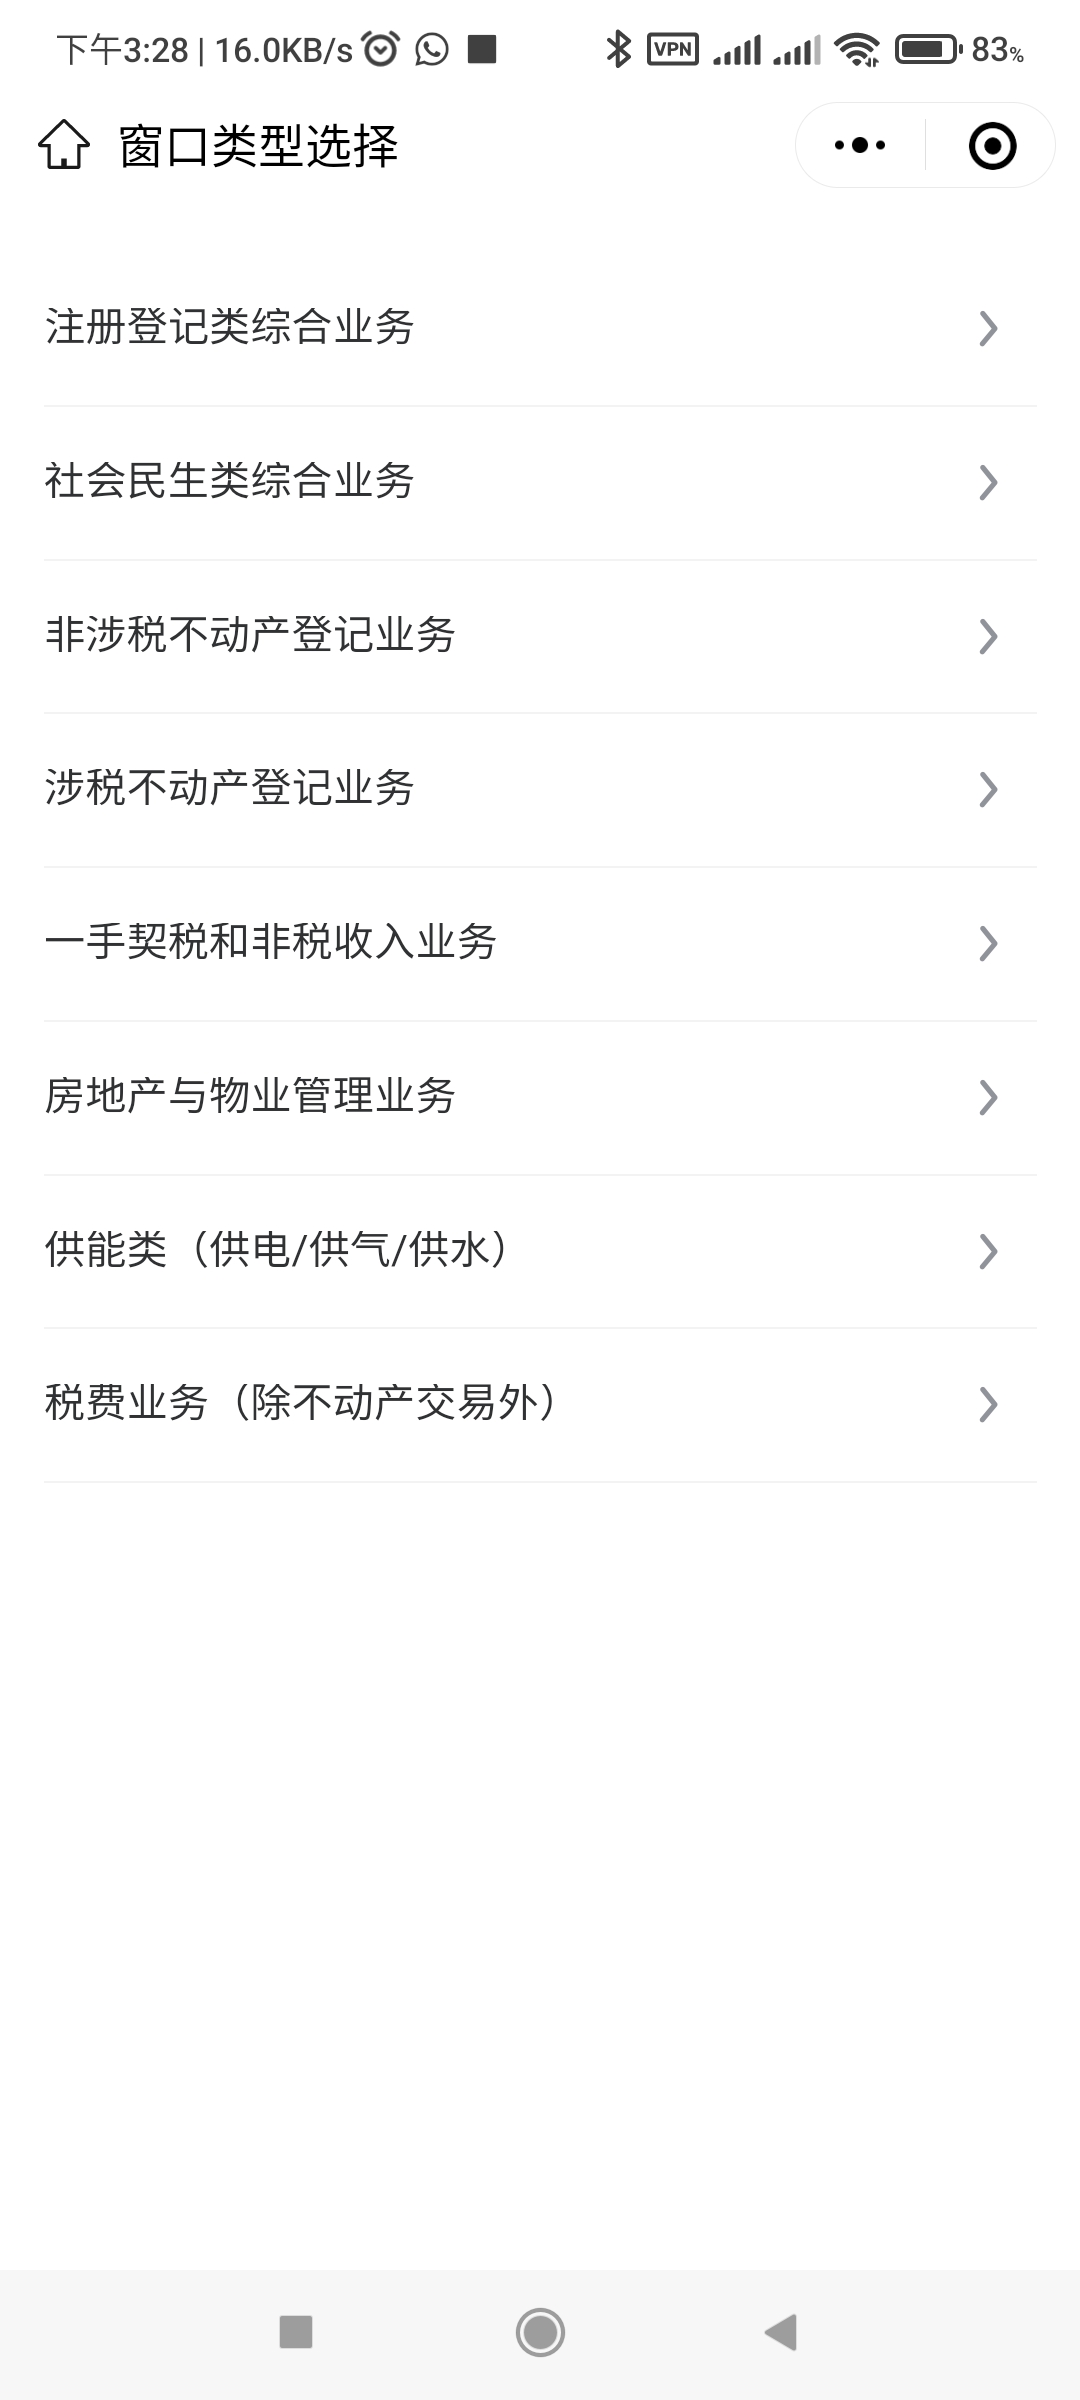 下午3:28 | 16.0KB/s VPN 83%
窗口类型选择
注册登记类综合业务
社会民生类综合业务
非涉税不动产登记业务
涉税不动产登记业务
一手契税和非税收入业务
房地产与物业管理业务
供能类（供电/供气/供水）
税费业务（除不动产交易外）